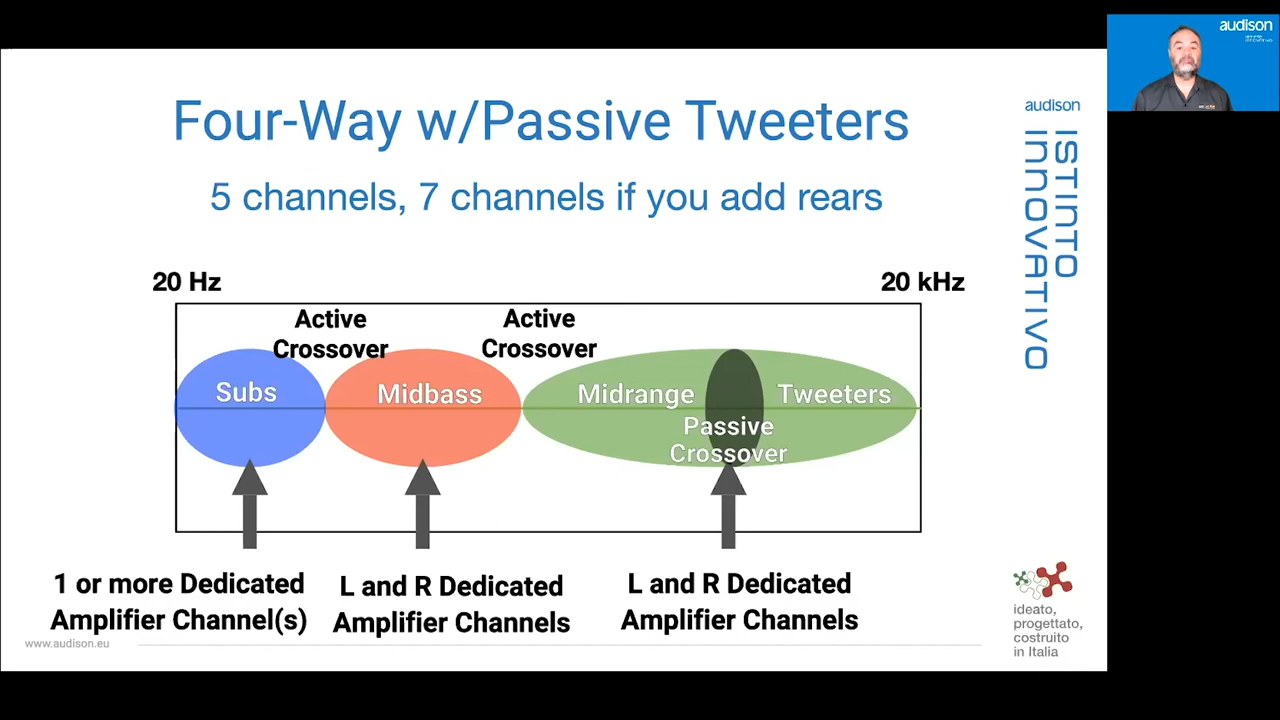 Four-Way w/Passive Tweeters
5 channels, 7 channels if you add rears
20 Hz
20 kHz
Active
Crossover
Active
Crossover
Subs
Midbass
Midrange
Tweeters
Passive
Crossover
1 or more Dedicated
Amplifier Channel(s)
L and R Dedicated
Amplifier Channels
L and R Dedicated
Amplifier Channels
www.audison.eu
audison
ISTINTO
INNOVATIVO
ideato,
progettato,
costruito
in Italia
audison